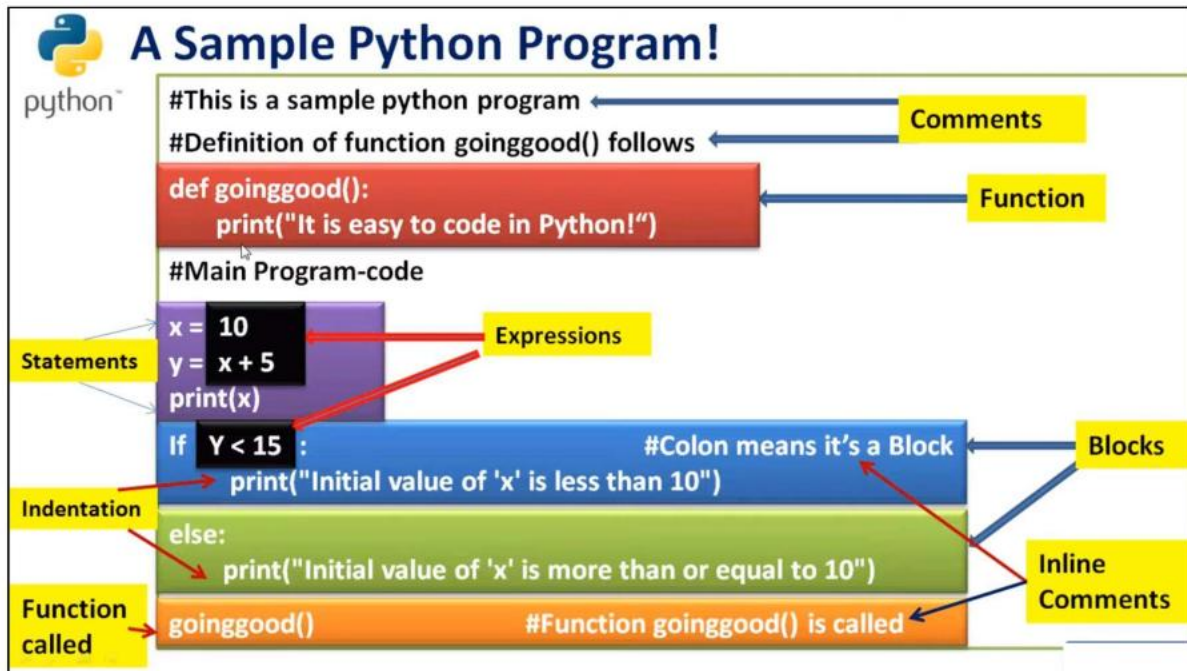 A Sample Python Program!
python™
#This is a sample python program
#Definition of function goinggood() follows
Comments
def goinggood():
print("It is easy to code in Python!“)
Function
#Main Program-code
x = 10
y = x + 5
print(x)
Statements
Expressions
If Y < 15 : #Colon means it’s a Block
print("Initial value of 'x' is less than 10")
Blocks
Indentation
else:
print("Initial value of 'x' is more than or equal to 10")
Inline
Comments
Function
called
goinggood() #Function goinggood() is called